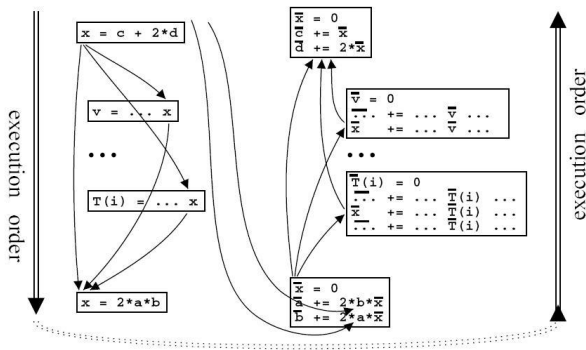 execution order
x = c + 2*d
v = ... x
...
T(i) = ... x
x = 2*a*b
x̅ = 0
c̅ += x̅
d̅ += 2*x̅
v̅ = 0
.̅.̅.̅ += ... v̅ ...
x̅ += ... v̅ ...
...
T̅(i) = 0
.̅.̅.̅ += ... T̅(i) ...
x̅ += ... T̅(i) ...
.̅.̅.̅ += ... T̅(i) ...
x̅ = 0
a̅ += 2*b*x̅
b̅ += 2*a*x̅
execution order